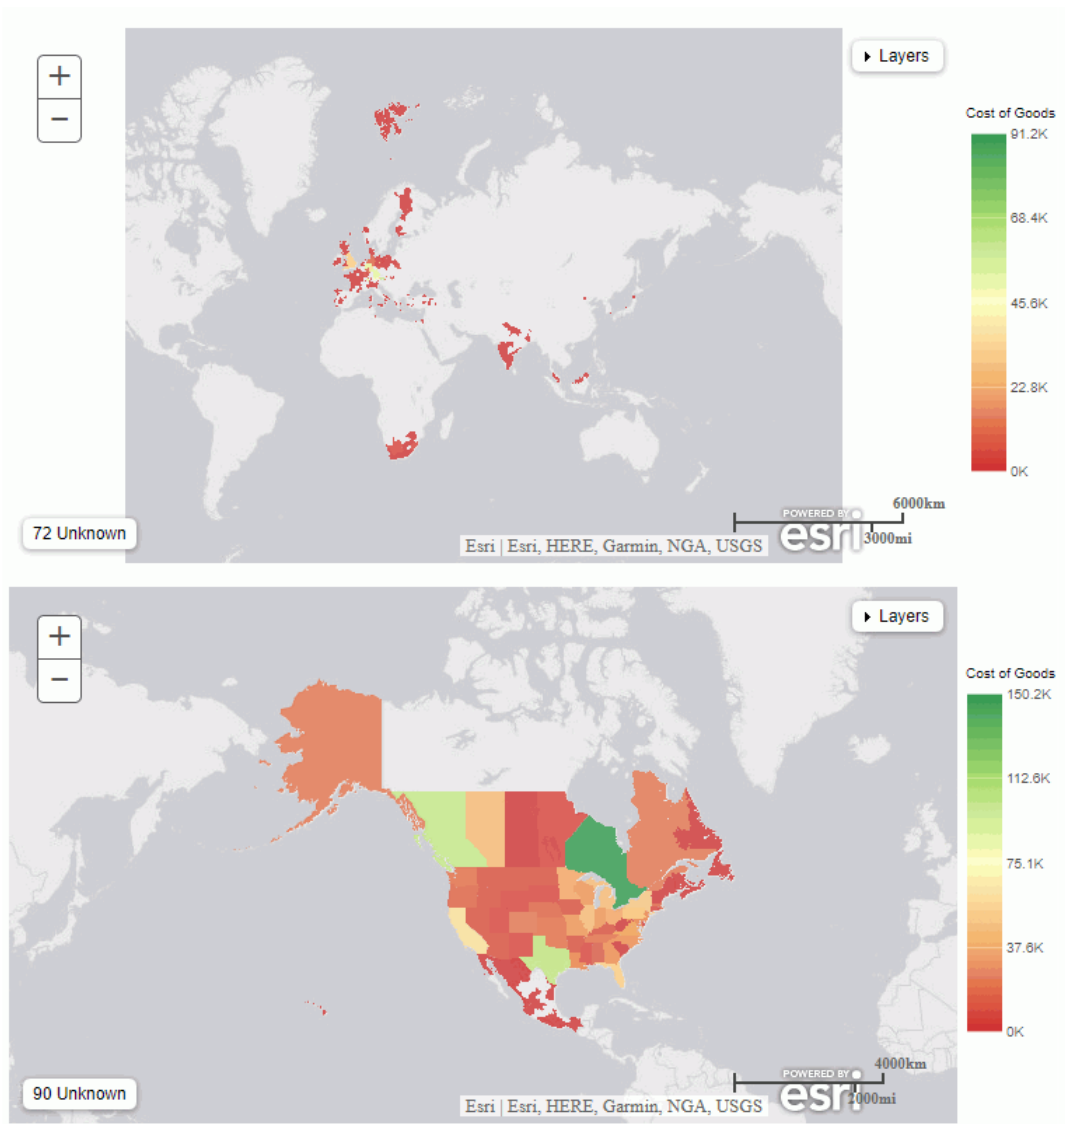 +
−
Layers
Cost of Goods
91.2K
68.4K
45.6K
22.8K
0K
72 Unknown
6000km
3000mi
POWERED BY
esri
Esri | Esri, HERE, Garmin, NGA, USGS
+
−
Layers
Cost of Goods
150.2K
112.6K
75.1K
37.6K
0K
90 Unknown
4000km
2000mi
POWERED BY
esri
Esri | Esri, HERE, Garmin, NGA, USGS